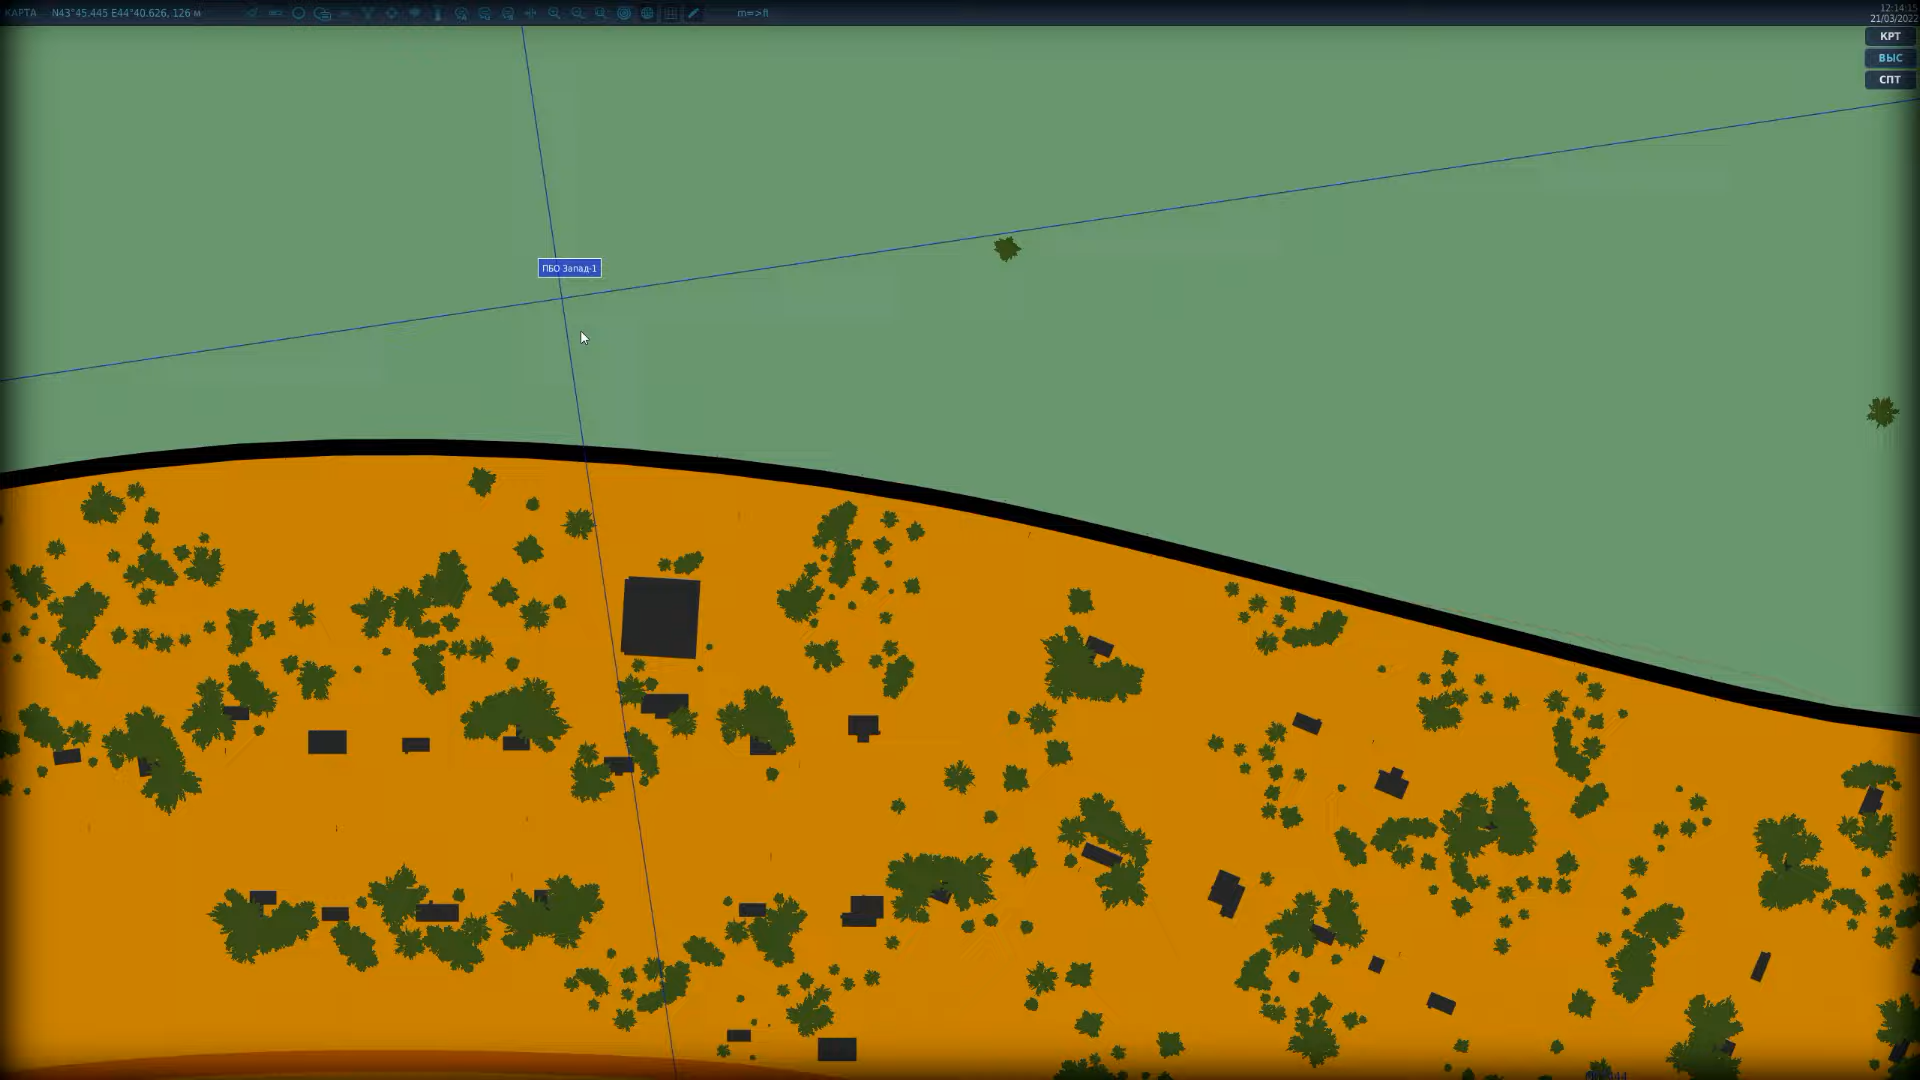 КАРТА N43°45.445 E44°40.626, 126 м m=>ft
12:14:15
21/03/2022
КРТ
ВЫС
СПТ
ПБО Запад-1